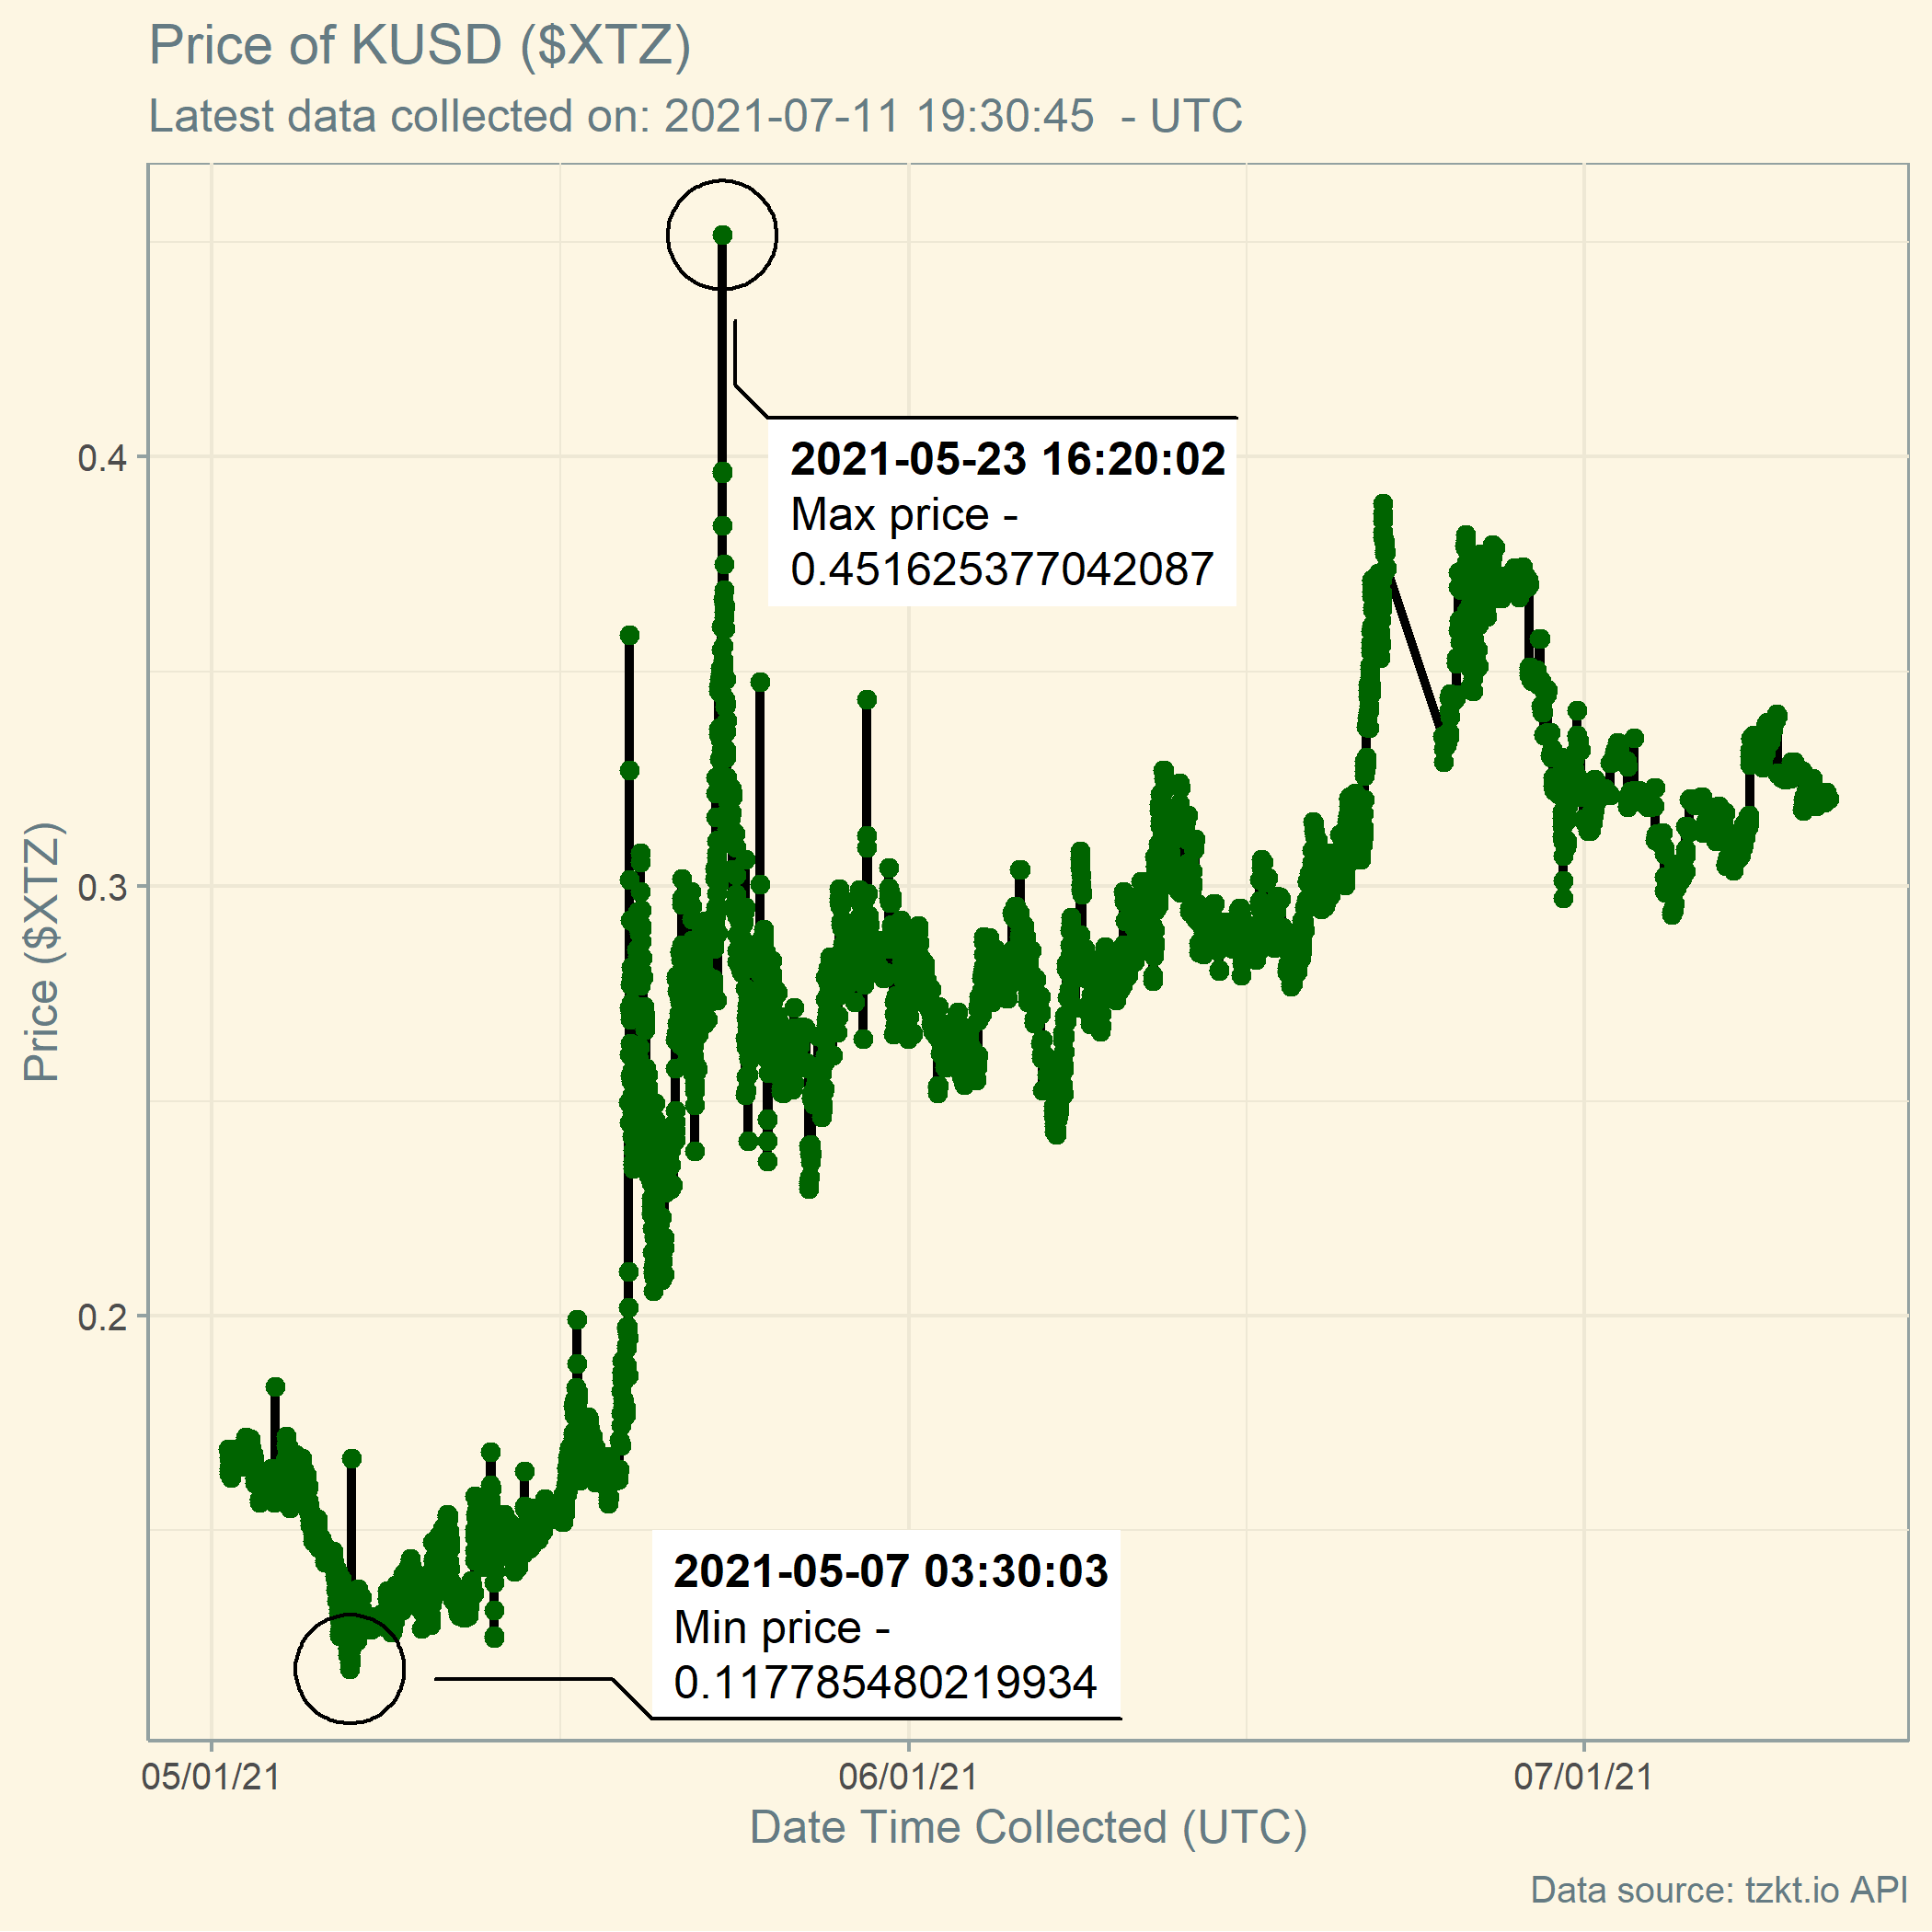 Price of KUSD ($XTZ)
Latest data collected on: 2021-07-11 19:30:45  - UTC
2021-05-23 16:20:02
Max price -
0.451625377042087
0.4
0.3
0.2
Price ($XTZ)
2021-05-07 03:30:03
Min price -
0.117785480219934
05/01/21
06/01/21
07/01/21
Date Time Collected (UTC)
Data source: tzkt.io API